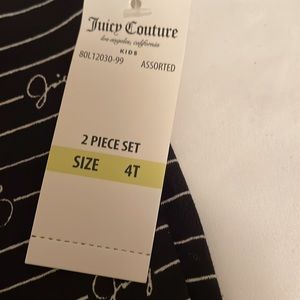 Juicy Couture
los angeles, california
KIDS
80L12030-99 ASSORTED
2 PIECE SET
SIZE 4T